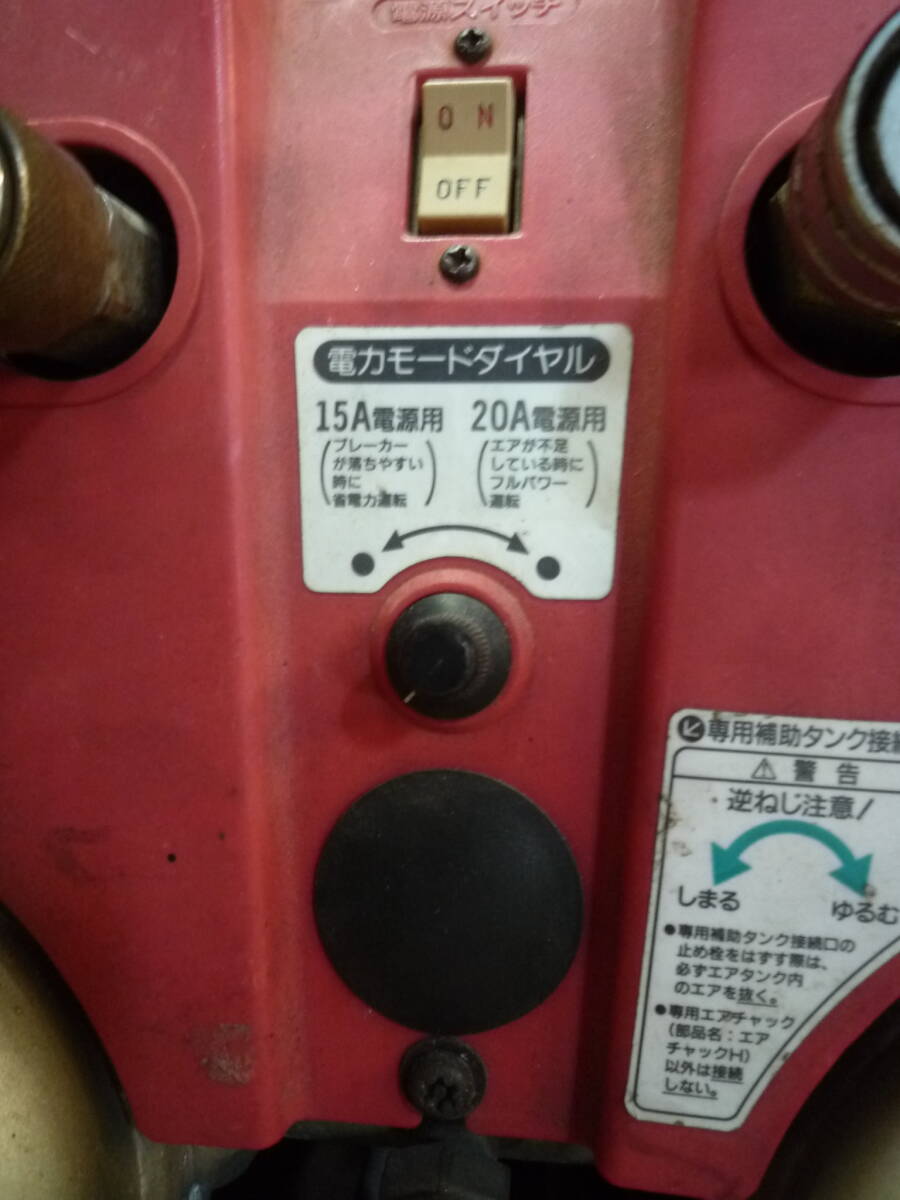 電源スイッチ
ON
OFF
電力モードダイヤル
15A電源用
(ブレーカー
が落ちやすい
時に
省電力運転)
20A電源用
(エアが不足
している時に
フルパワー
運転)
専用補助タンク接続
警告
逆ねじ注意!
しまる
ゆるむ
●専用補助タンク接続口の
止め栓をはずす際は、
必ずエアタンク内
のエアを抜く。
●専用エアチャック
(部品名:エア
チャックH)
以外は接続
しない。